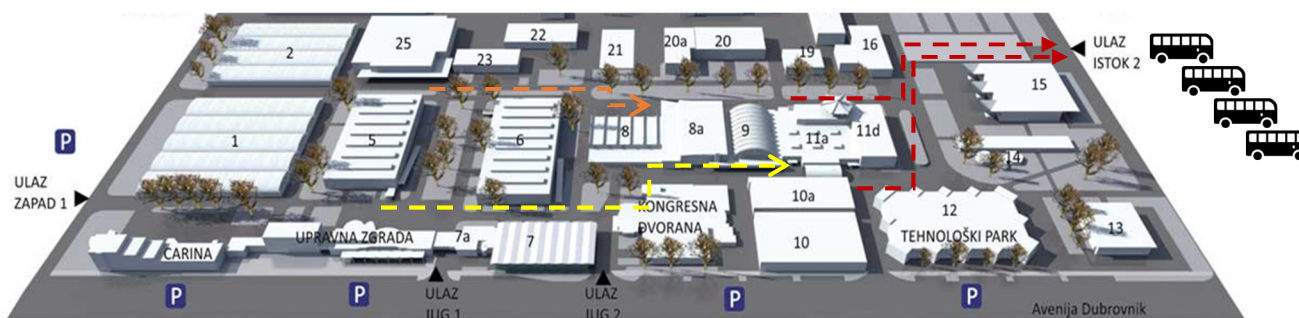 2
25
23
22
21
20a
20
19
16
ULAZ
ISTOK 2
15
P
1
5
6
8
8a
9
11a
11d
14
ULAZ
ZAPAD 1
10a
KONGRESNA
DVORANA
12
TEHNOLOŠKI PARK
13
CARINA
UPRAVNA ZGRADA
7a
7
10
P
P
P
P
ULAZ
JUG 1
ULAZ
JUG 2
Avenija Dubrovnik